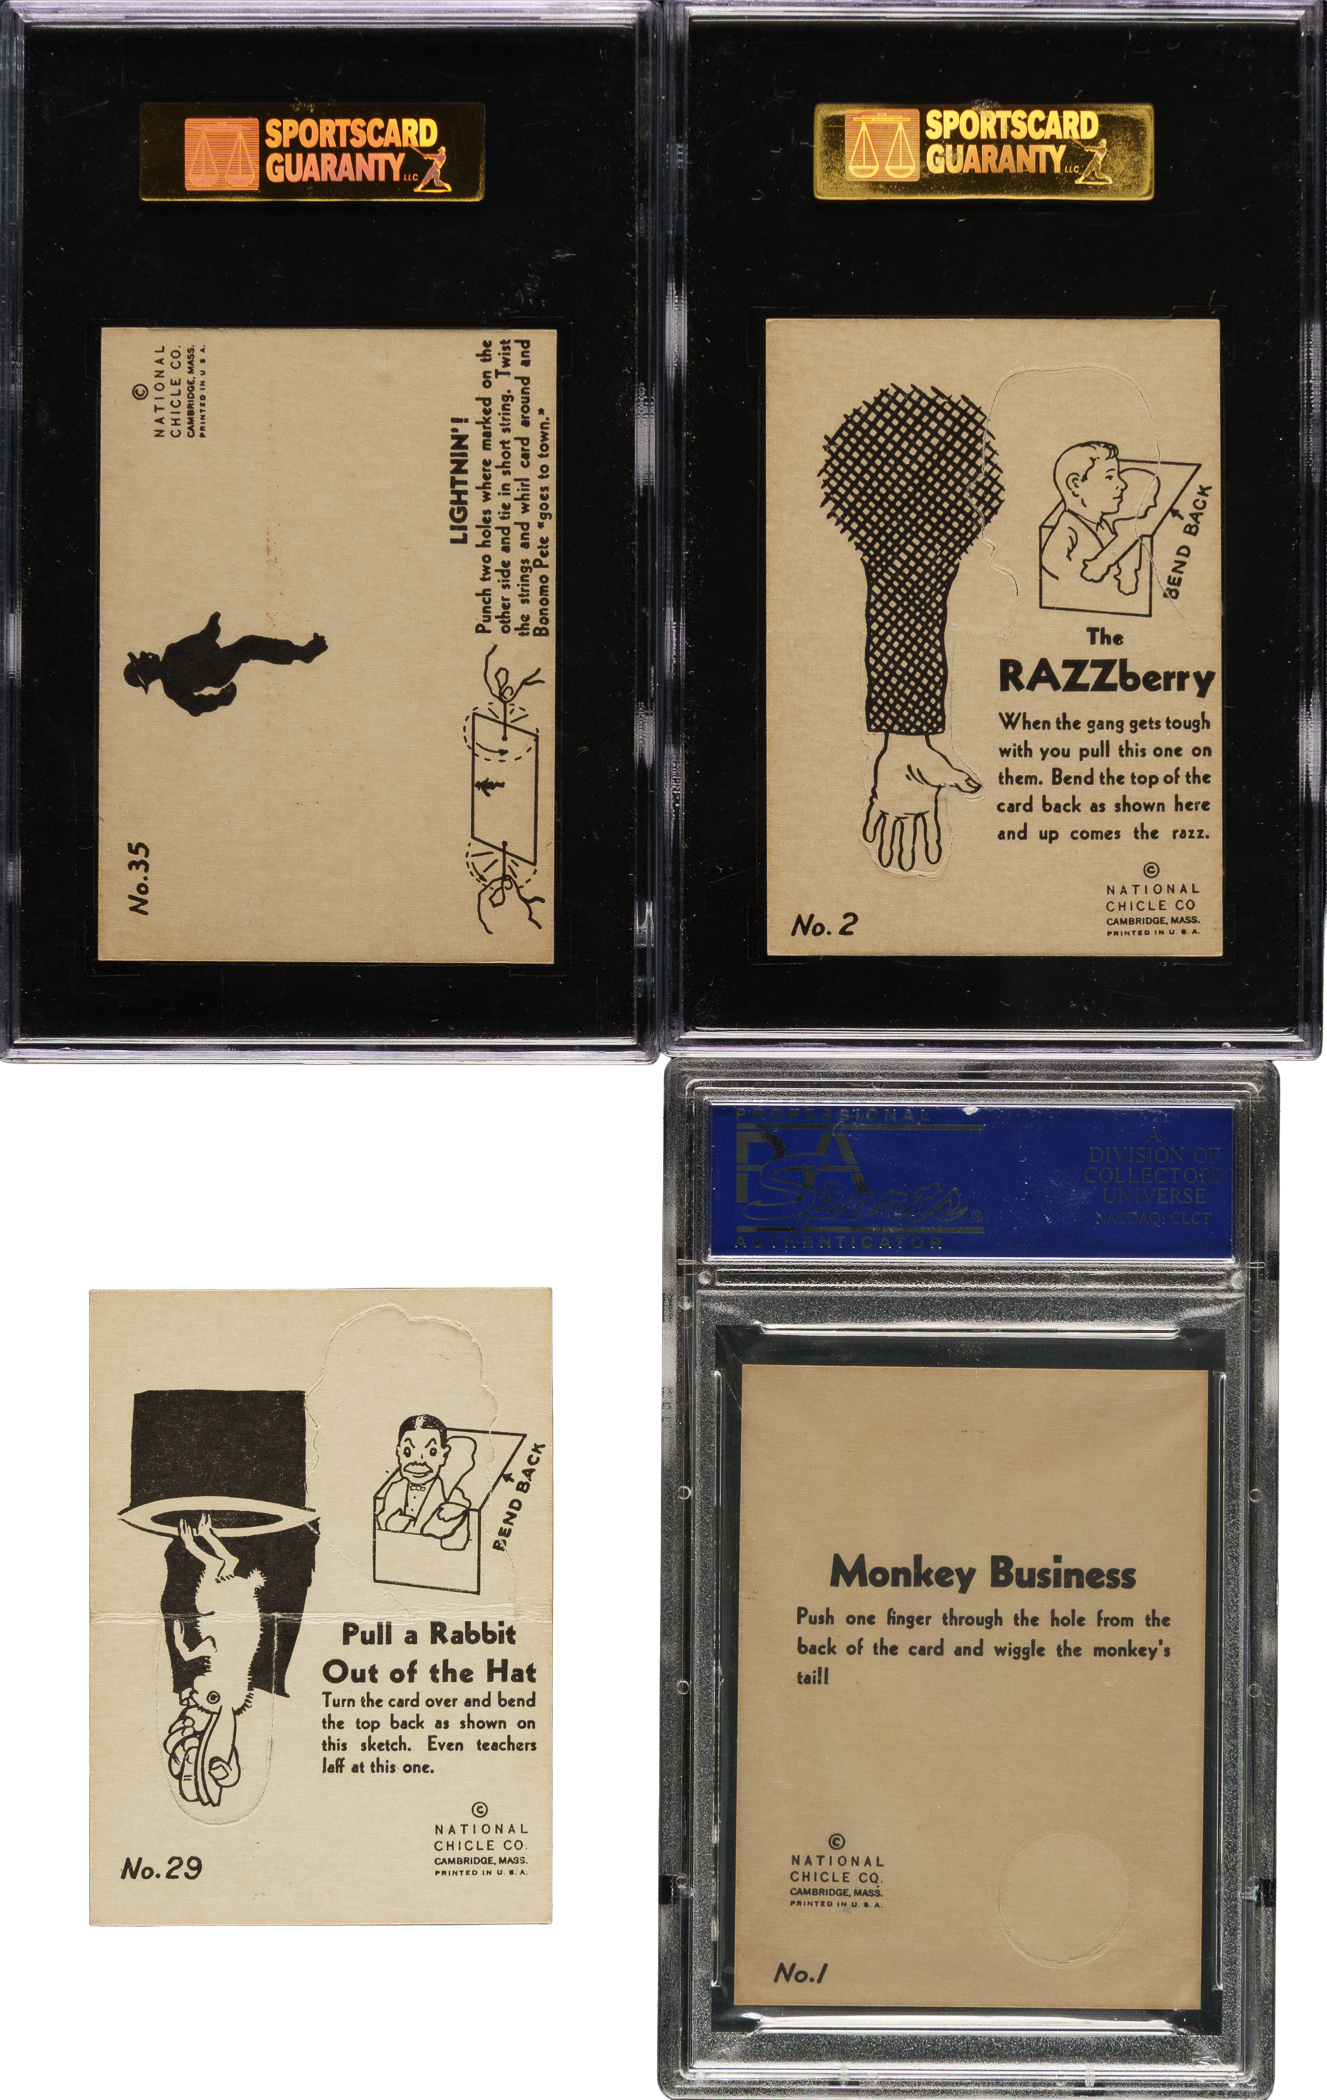 SPORTSCARD
GUARANTY LLC
©
NATIONAL
CHICLE CO.
CAMBRIDGE, MASS.
PRINTED IN U S A.
LIGHTNIN'!
Punch two holes where marked on the
other side and tie in short string. Twist
the strings and whirl card around and
Bonomo Pete "goes to town."
No. 35
SPORTSCARD
GUARANTY LLC
BEND BACK
The
RAZZberry
When the gang gets tough
with you pull this one on
them. Bend the top of the
card back as shown here
and up comes the razz.
©
NATIONAL
CHICLE CO
CAMBRIDGE, MASS.
PRINTED IN U. S. A.
No. 2
BEND BACK
Pull a Rabbit
Out of the Hat
Turn the card over and bend
the top back as shown on
this sketch. Even teachers
laff at this one.
©
NATIONAL
CHICLE CO.
CAMBRIDGE, MASS.
PRINTED IN U. S. A.
No. 29
PROFESSIONAL
PSA
Sports ®
AUTHENTICATOR
A
DIVISION OF
COLLECTORS
UNIVERSE
NASDAQ: CLCT
Monkey Business
Push one finger through the hole from the
back of the card and wiggle the monkey's
tail!
©
NATIONAL
CHICLE CO.
CAMBRIDGE, MASS.
PRINTED IN U. S. A.
No. 1